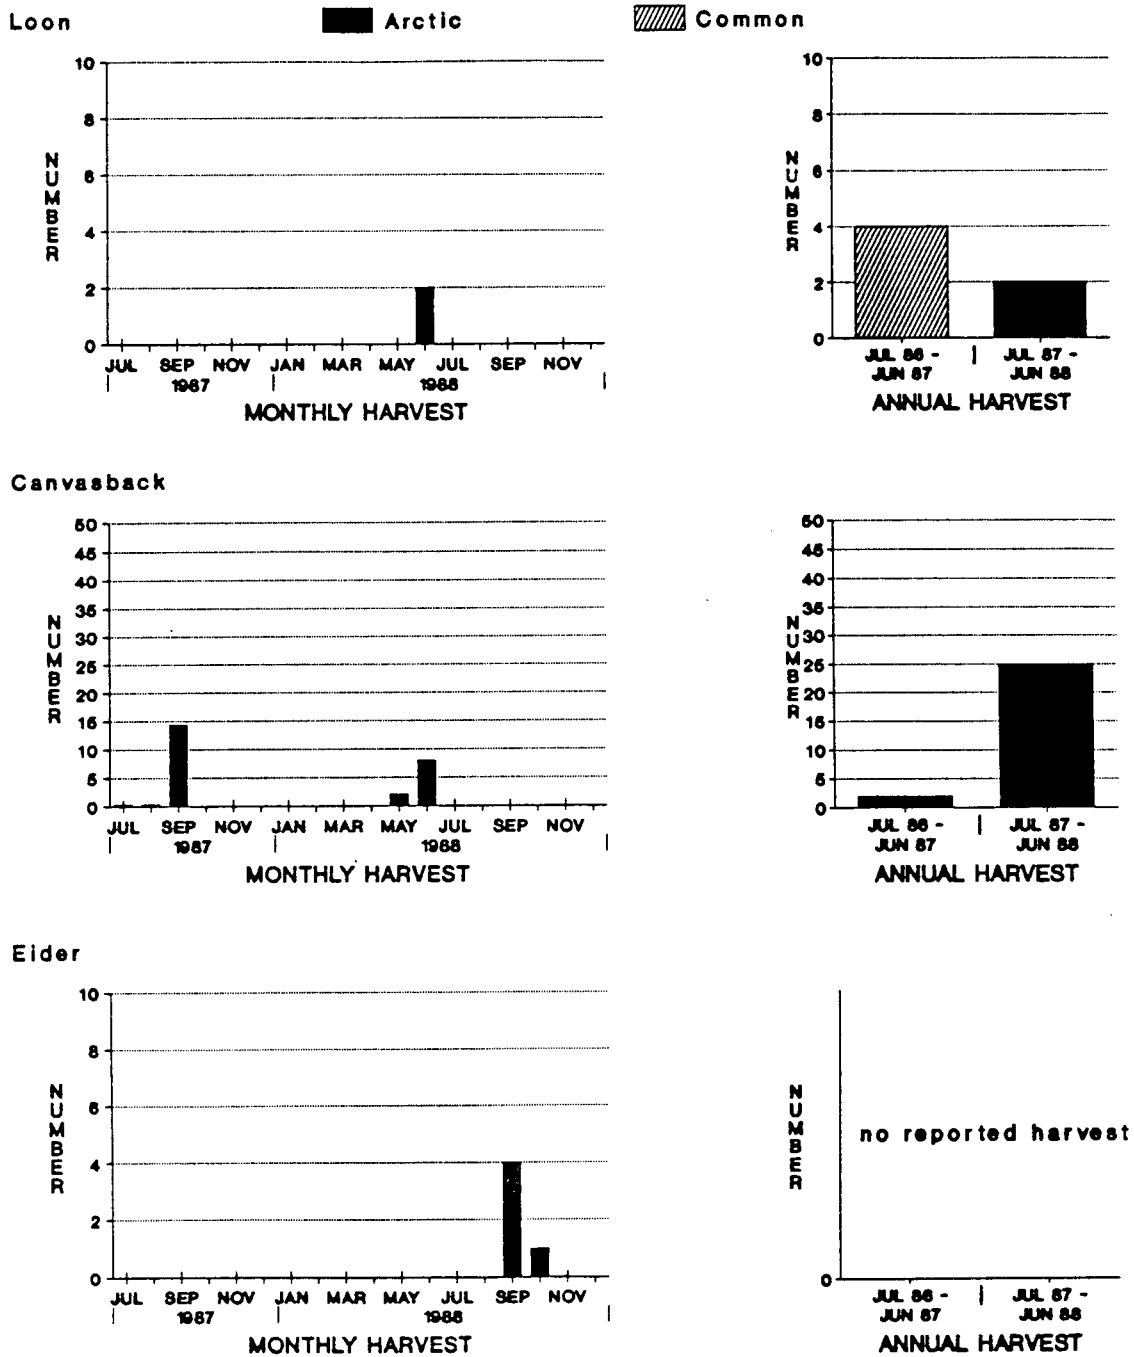 Loon Arctic Common
10
8
6
4
2
0
NUMBER
JUL SEP NOV JAN MAR MAY JUL SEP NOV
1987 1988
MONTHLY HARVEST
10
8
6
4
2
0
NUMBER
JUL 86 - JUL 87 -
JUN 87 JUN 88
ANNUAL HARVEST
Canvasback
50
45
40
35
30
25
20
15
10
5
0
NUMBER
JUL SEP NOV JAN MAR MAY JUL SEP NOV
1987 1988
MONTHLY HARVEST
50
45
40
35
30
25
20
15
10
5
0
NUMBER
JUL 86 - JUL 87 -
JUN 87 JUN 88
ANNUAL HARVEST
Eider
10
8
6
4
2
0
NUMBER
JUL SEP NOV JAN MAR MAY JUL SEP NOV
1987 1988
MONTHLY HARVEST
NUMBER
no reported harvest
0
JUL 86 - JUL 87 -
JUN 87 JUN 88
ANNUAL HARVEST